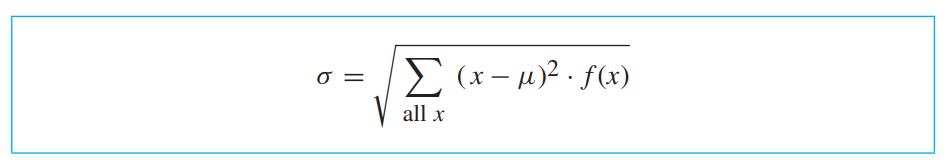 σ = √∑ (x − μ)² · f(x)
all x